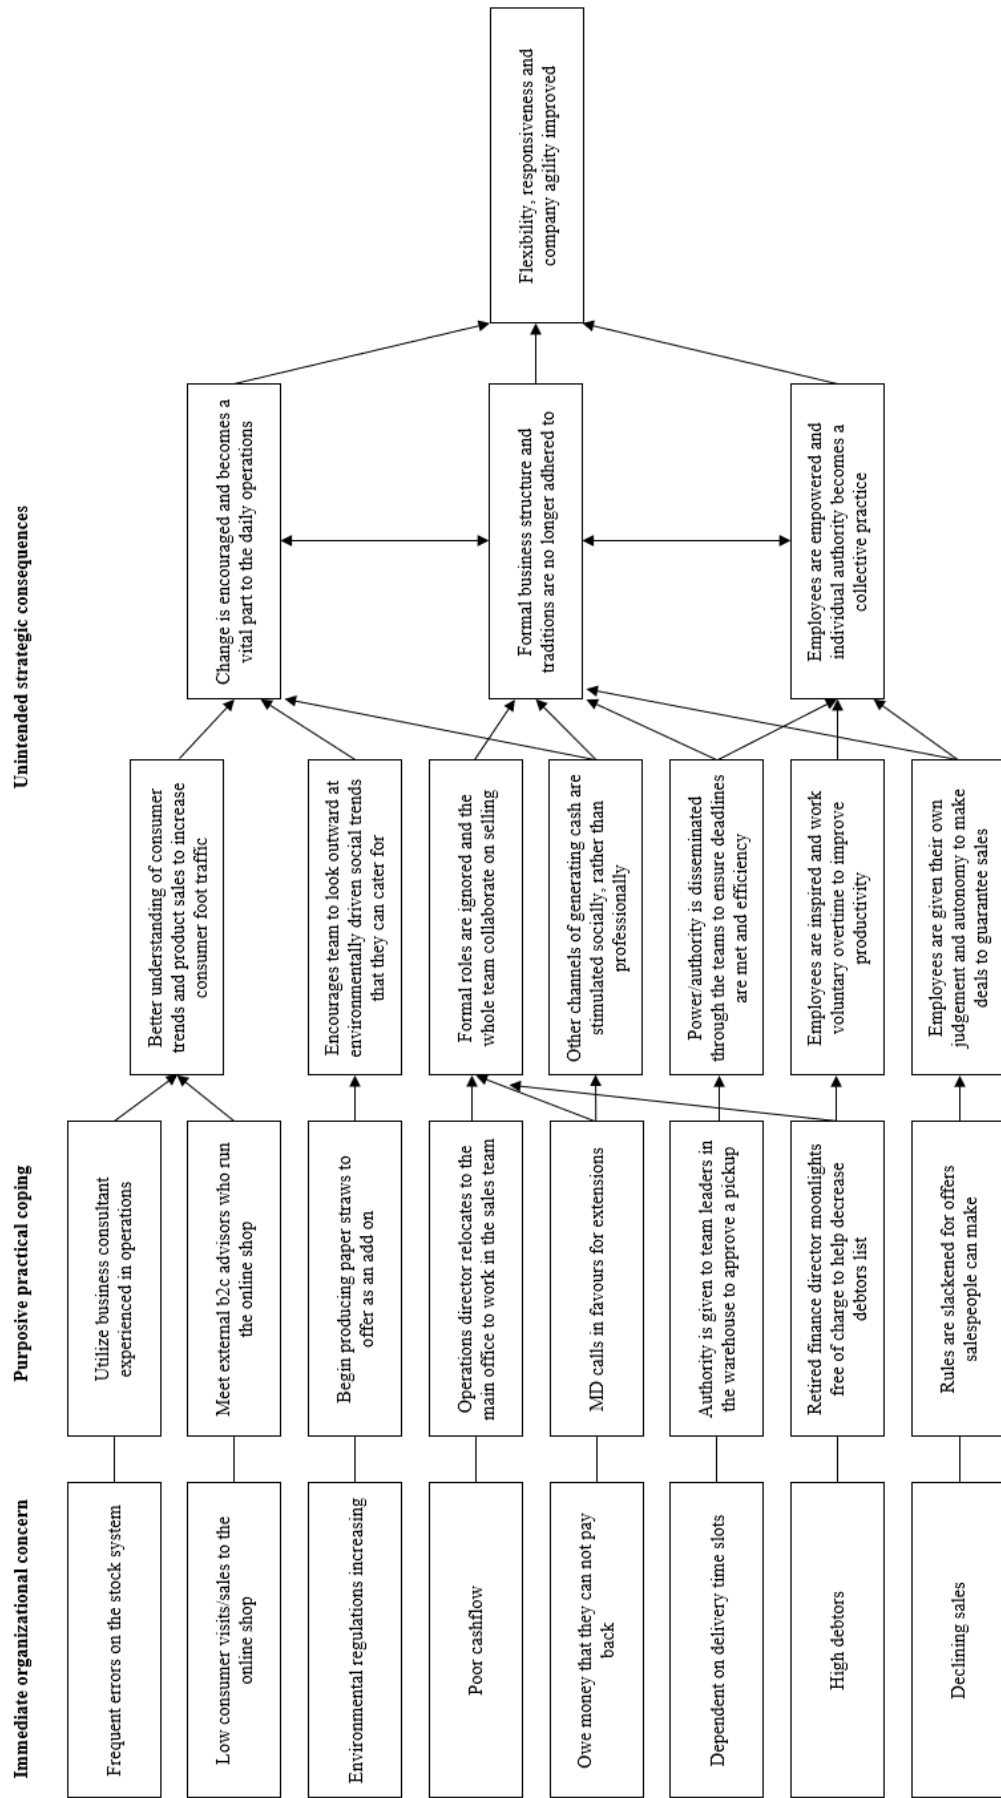 Immediate organizational concern
Purposive practical coping
Unintended strategic consequences
Frequent errors on the stock system
Utilize business consultant
experienced in operations
Low consumer visits/sales to the
online shop
Meet external b2c advisors who run
the online shop
Better understanding of consumer
trends and product sales to increase
consumer foot traffic
Environmental regulations increasing
Begin producing paper straws to
offer as an add on
Encourages team to look outward at
environmentally driven social trends
that they can cater for
Poor cashflow
Operations director relocates to the
main office to work in the sales team
Formal roles are ignored and the
whole team collaborate on selling
Owe money that they can not pay
back
MD calls in favours for extensions
Other channels of generating cash are
stimulated socially, rather than
professionally
Dependent on delivery time slots
Authority is given to team leaders in
the warehouse to approve a pickup
Power/authority is disseminated
through the teams to ensure deadlines
are met and efficiency
High debtors
Retired finance director moonlights
free of charge to help decrease
debtors list
Employees are inspired and work
voluntary overtime to improve
productivity
Declining sales
Rules are slackened for offers
salespeople can make
Employees are given their own
judgement and autonomy to make
deals to guarantee sales
Change is encouraged and becomes a
vital part to the daily operations
Formal business structure and
traditions are no longer adhered to
Employees are empowered and
individual authority becomes a
collective practice
Flexibility, responsiveness and
company agility improved